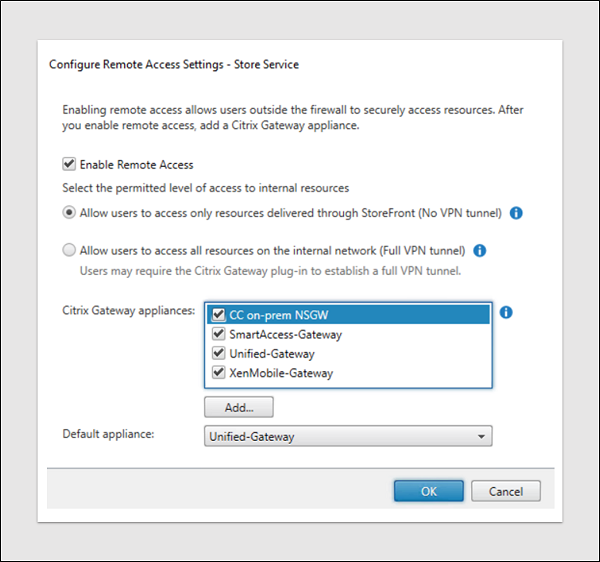 Configure Remote Access Settings - Store Service
Enabling remote access allows users outside the firewall to securely access resources. After
you enable remote access, add a Citrix Gateway appliance.
Enable Remote Access
Select the permitted level of access to internal resources
Allow users to access only resources delivered through StoreFront (No VPN tunnel)
Allow users to access all resources on the internal network (Full VPN tunnel)
Users may require the Citrix Gateway plug-in to establish a full VPN tunnel.
Citrix Gateway appliances:
CC on-prem NSGW
SmartAccess-Gateway
Unified-Gateway
XenMobile-Gateway
Add...
Default appliance:
Unified-Gateway
OK
Cancel